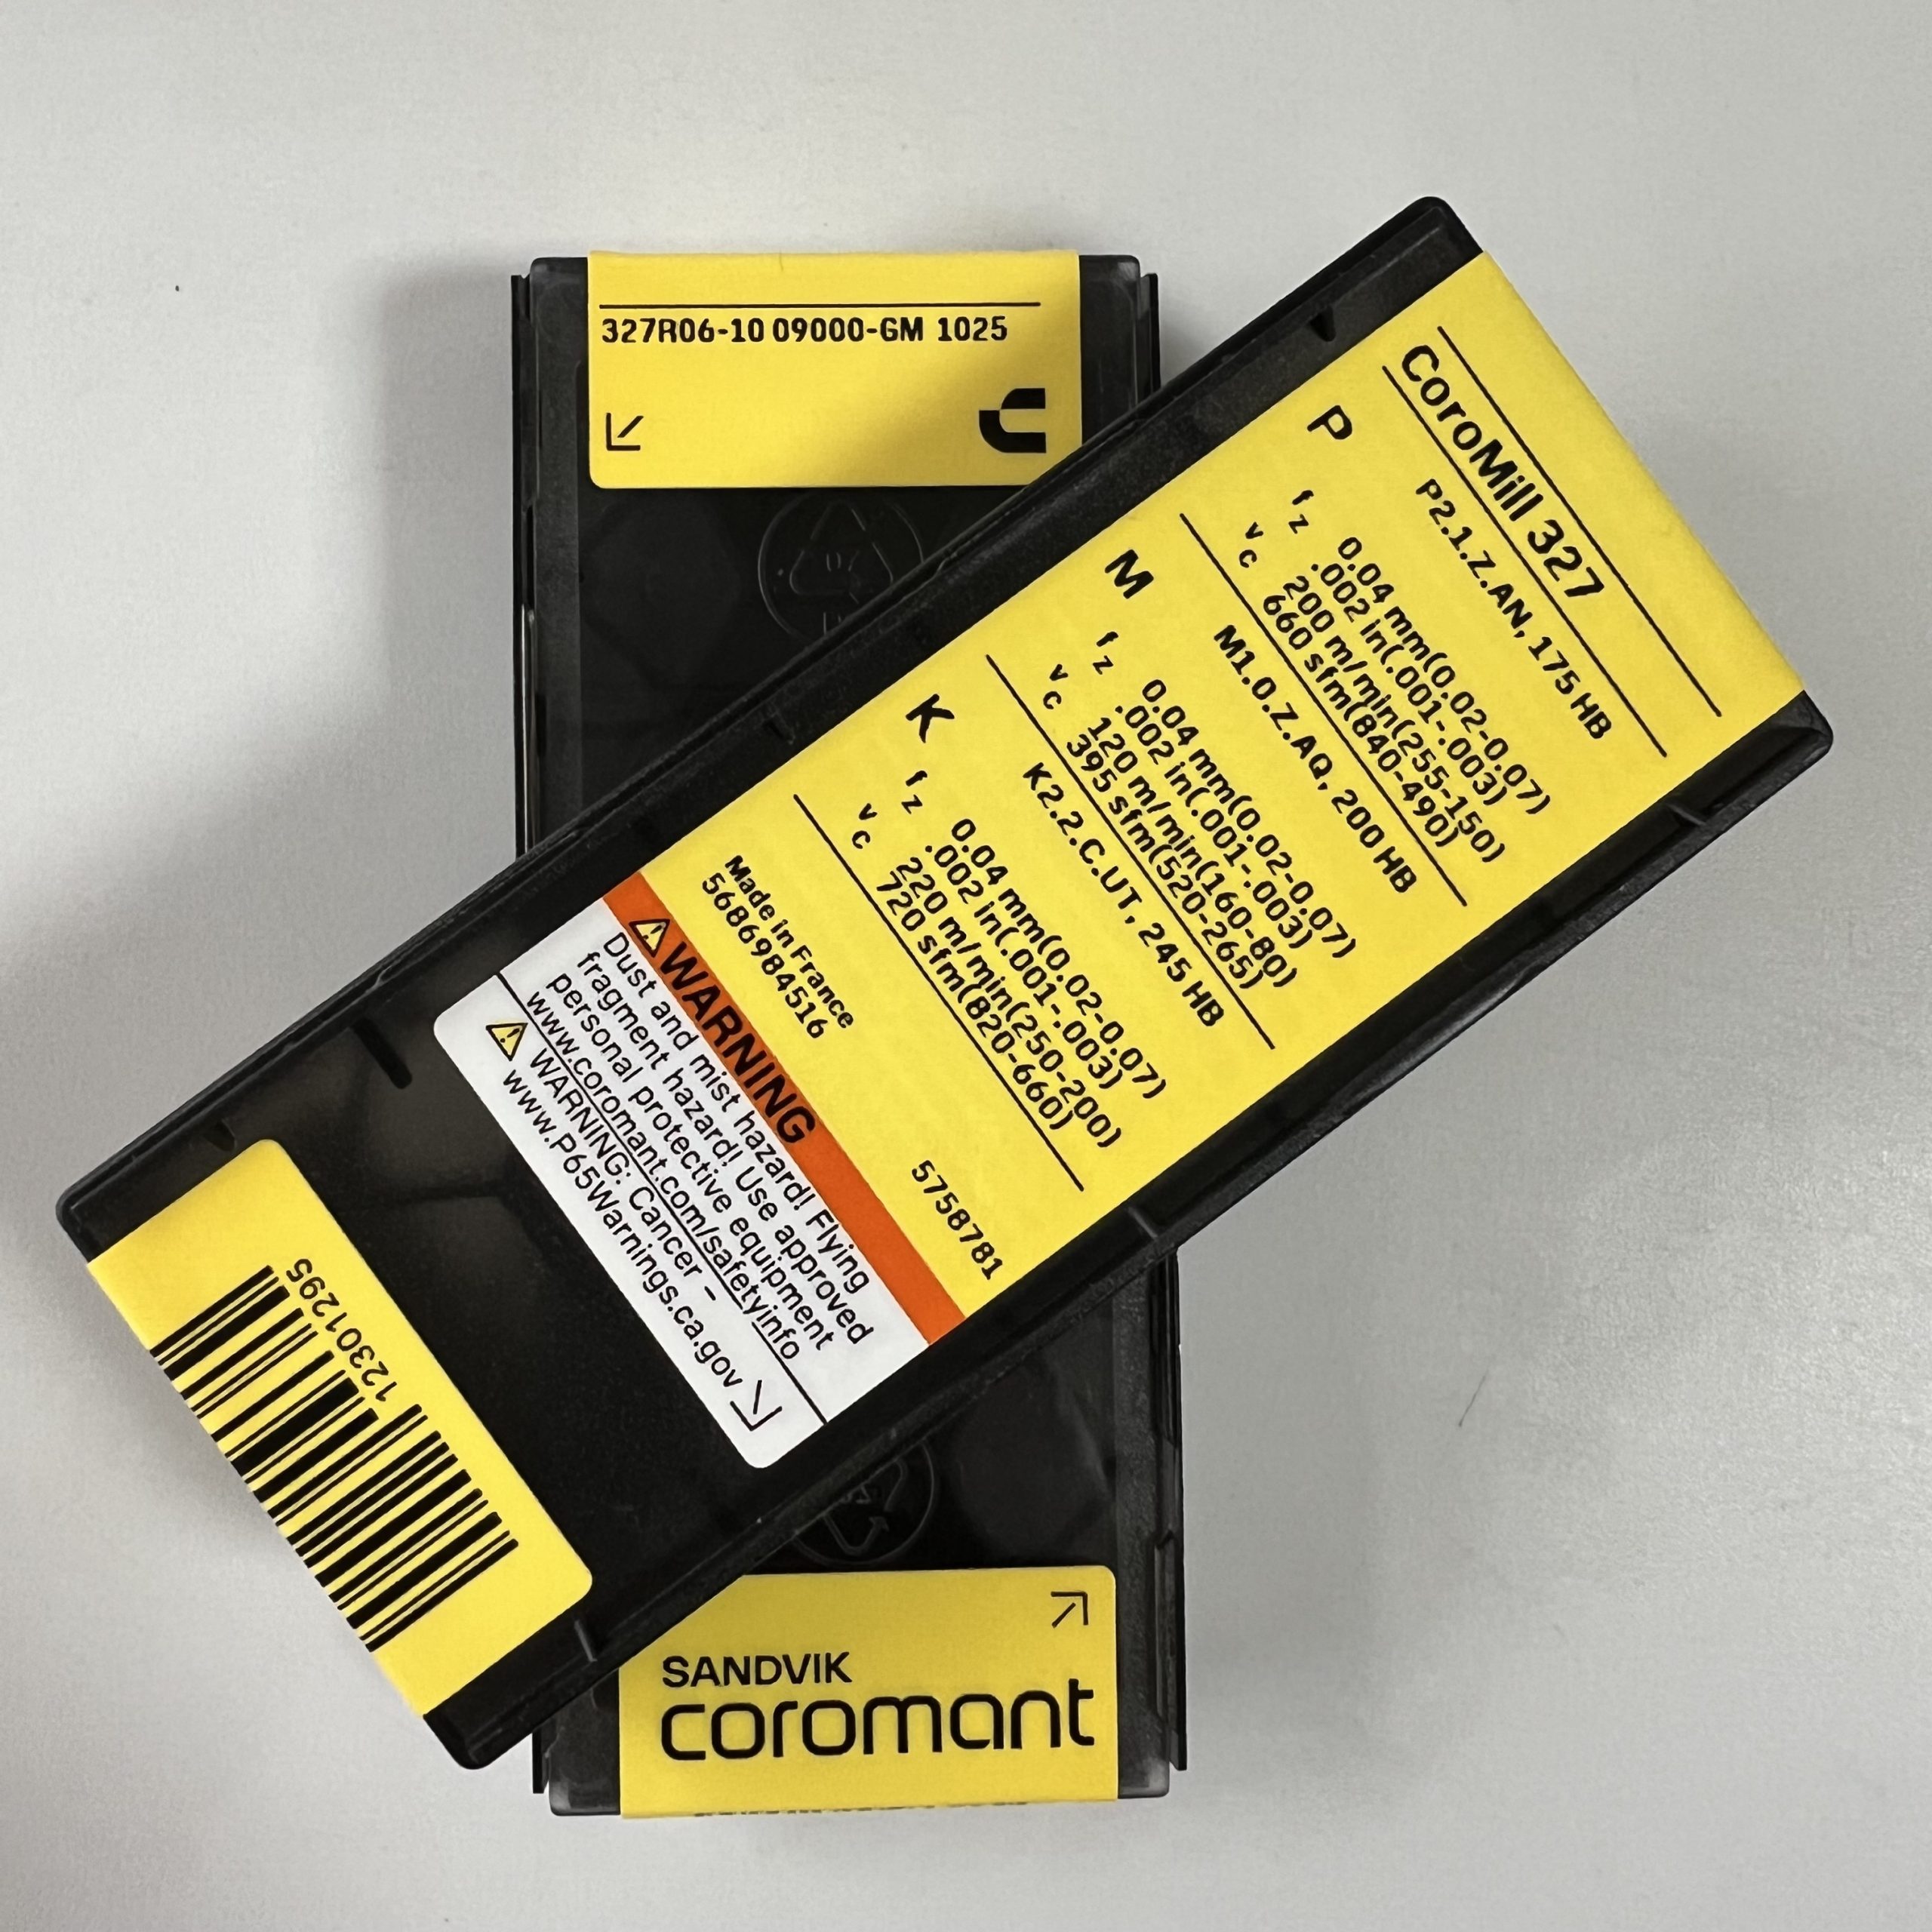 327R06-10 09000-GM 1025
CoroMill 327
P
P2.1.Z.AN, 175 HB
fz 0.04 mm(0.02-0.07)
.002 in(.001-.003)
vc 200 m/min(255-150)
660 sfm(840-490)
M
M1.0.Z.AQ, 200 HB
fz 0.04 mm(0.02-0.07)
.002 in(.001-.003)
vc 120 m/min(160-80)
395 sfm(520-265)
K
K2.2.C.UT, 245 HB
fz 0.04 mm(0.02-0.07)
.002 in(.001-.003)
vc 220 m/min(250-200)
720 sfm(820-660)
Made in France
5686984516 5758781
WARNING
Dust and mist hazard! Flying
fragment hazard! Use approved
personal protective equipment
www.coromant.com/safetyinfo
WARNING: Cancer –
www.P65Warnings.ca.gov
12301295
SANDVIK
coromant